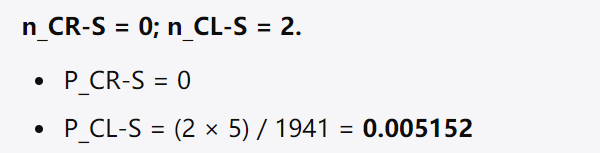 n_CR-S = 0; n_CL-S = 2.
• P_CR-S = 0
• P_CL-S = (2 × 5) / 1941 = 0.005152